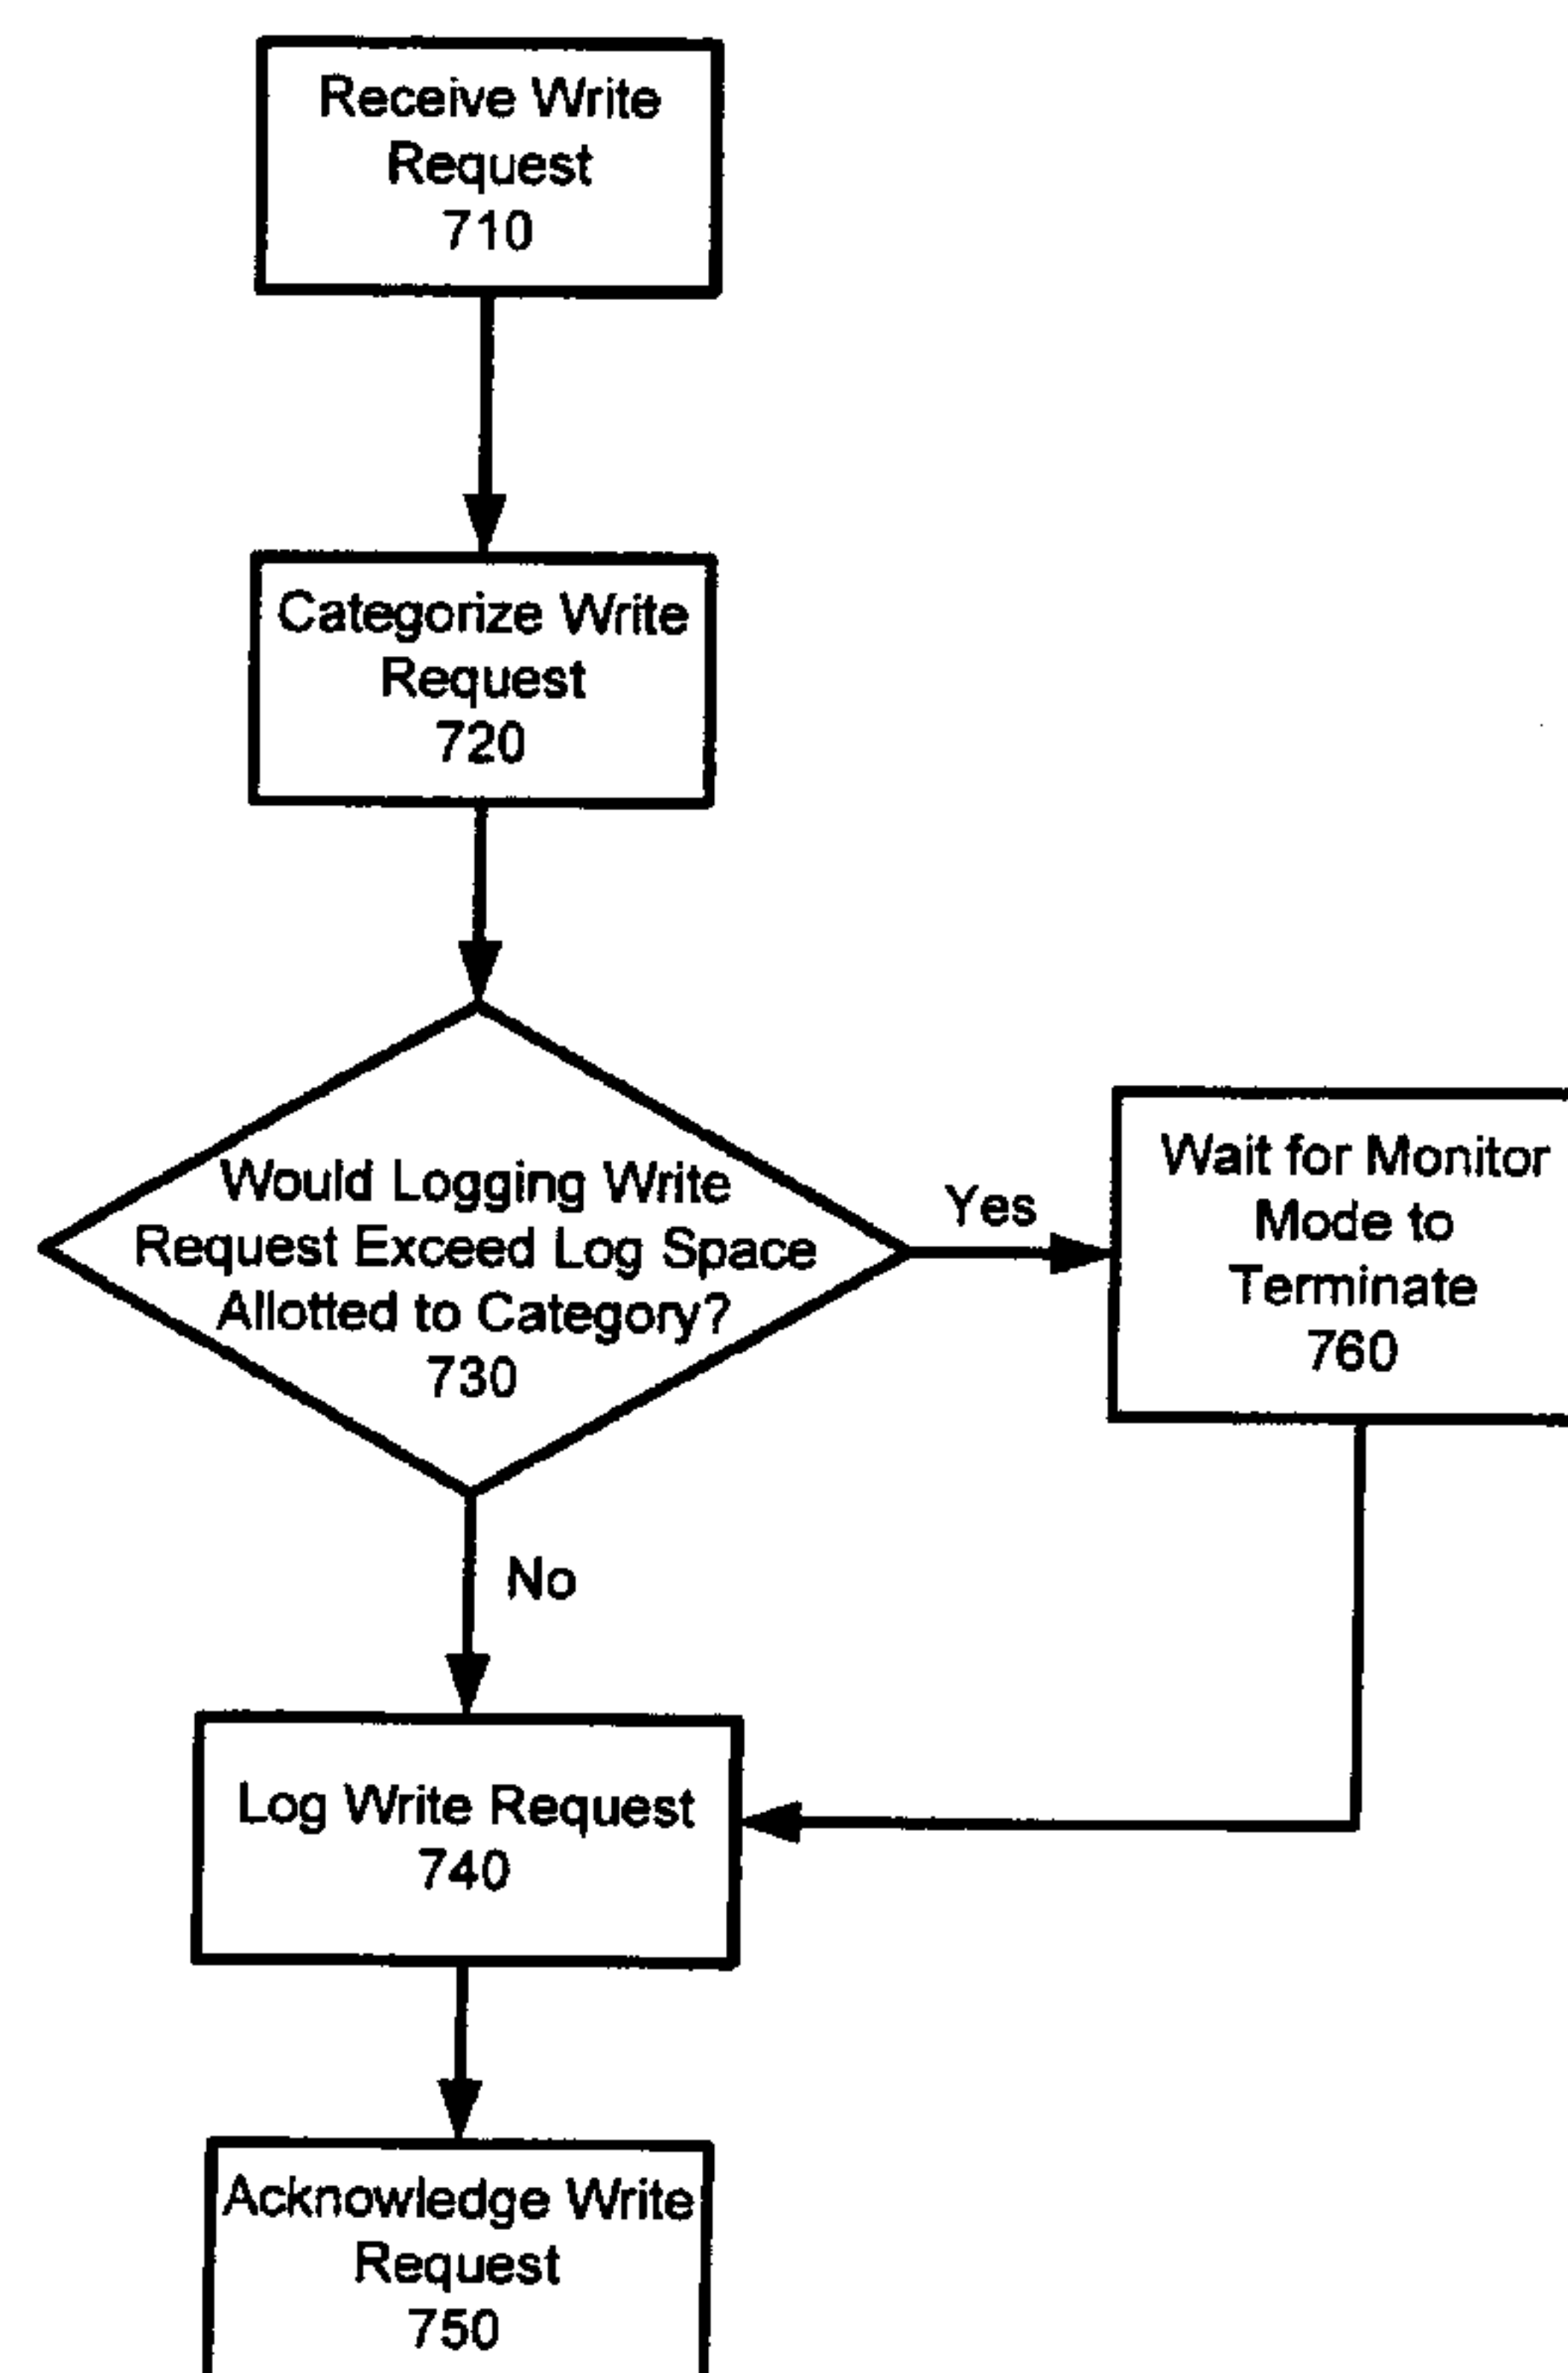 Receive Write
Request
710
Categorize Write
Request
720
Would Logging Write
Request Exceed Log Space
Allotted to Category?
730
Yes
Wait for Monitor
Mode to
Terminate
760
No
Log Write Request
740
Acknowledge Write
Request
750